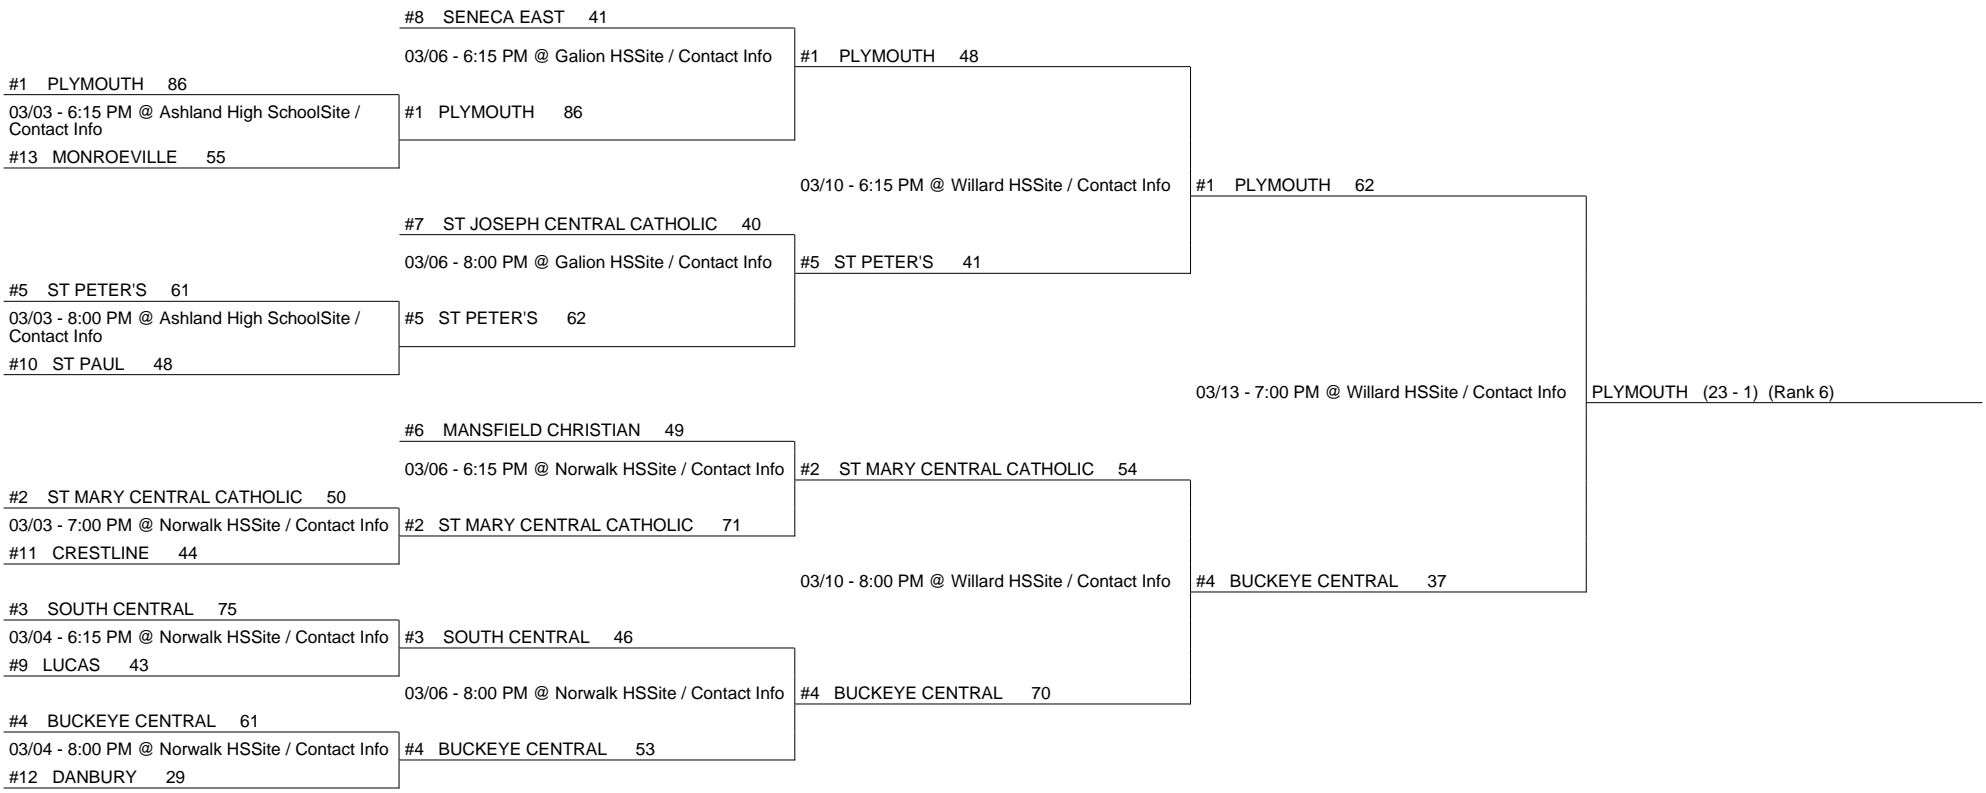 #8 SENECA EAST 41
03/06 - 6:15 PM @ Galion HSSite / Contact Info
#1 PLYMOUTH 48
#1 PLYMOUTH 86
03/03 - 6:15 PM @ Ashland High SchoolSite /
Contact Info
#1 PLYMOUTH 86
#13 MONROEVILLE 55
03/10 - 6:15 PM @ Willard HSSite / Contact Info
#1 PLYMOUTH 62
#7 ST JOSEPH CENTRAL CATHOLIC 40
03/06 - 8:00 PM @ Galion HSSite / Contact Info
#5 ST PETER'S 41
#5 ST PETER'S 61
03/03 - 8:00 PM @ Ashland High SchoolSite /
Contact Info
#5 ST PETER'S 62
#10 ST PAUL 48
03/13 - 7:00 PM @ Willard HSSite / Contact Info
PLYMOUTH (23 - 1) (Rank 6)
#6 MANSFIELD CHRISTIAN 49
03/06 - 6:15 PM @ Norwalk HSSite / Contact Info
#2 ST MARY CENTRAL CATHOLIC 54
#2 ST MARY CENTRAL CATHOLIC 50
03/03 - 7:00 PM @ Norwalk HSSite / Contact Info
#2 ST MARY CENTRAL CATHOLIC 71
#11 CRESTLINE 44
03/10 - 8:00 PM @ Willard HSSite / Contact Info
#4 BUCKEYE CENTRAL 37
#3 SOUTH CENTRAL 75
03/04 - 6:15 PM @ Norwalk HSSite / Contact Info
#3 SOUTH CENTRAL 46
#9 LUCAS 43
03/06 - 8:00 PM @ Norwalk HSSite / Contact Info
#4 BUCKEYE CENTRAL 70
#4 BUCKEYE CENTRAL 61
03/04 - 8:00 PM @ Norwalk HSSite / Contact Info
#4 BUCKEYE CENTRAL 53
#12 DANBURY 29